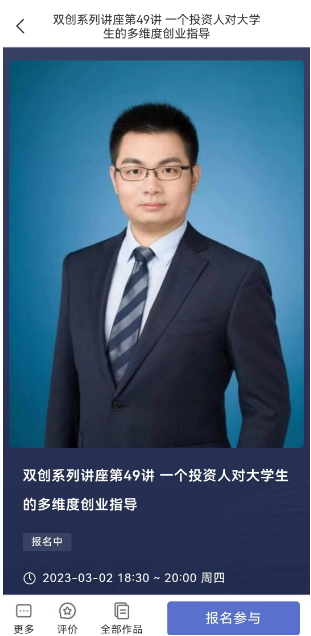 双创系列讲座第49讲 一个投资人对大学
生的多维度创业指导
双创系列讲座第49讲 一个投资人对大学生
的多维度创业指导
报名中
2023-03-02 18:30 ~ 20:00 周四
更多
评价
全部作品
报名参与